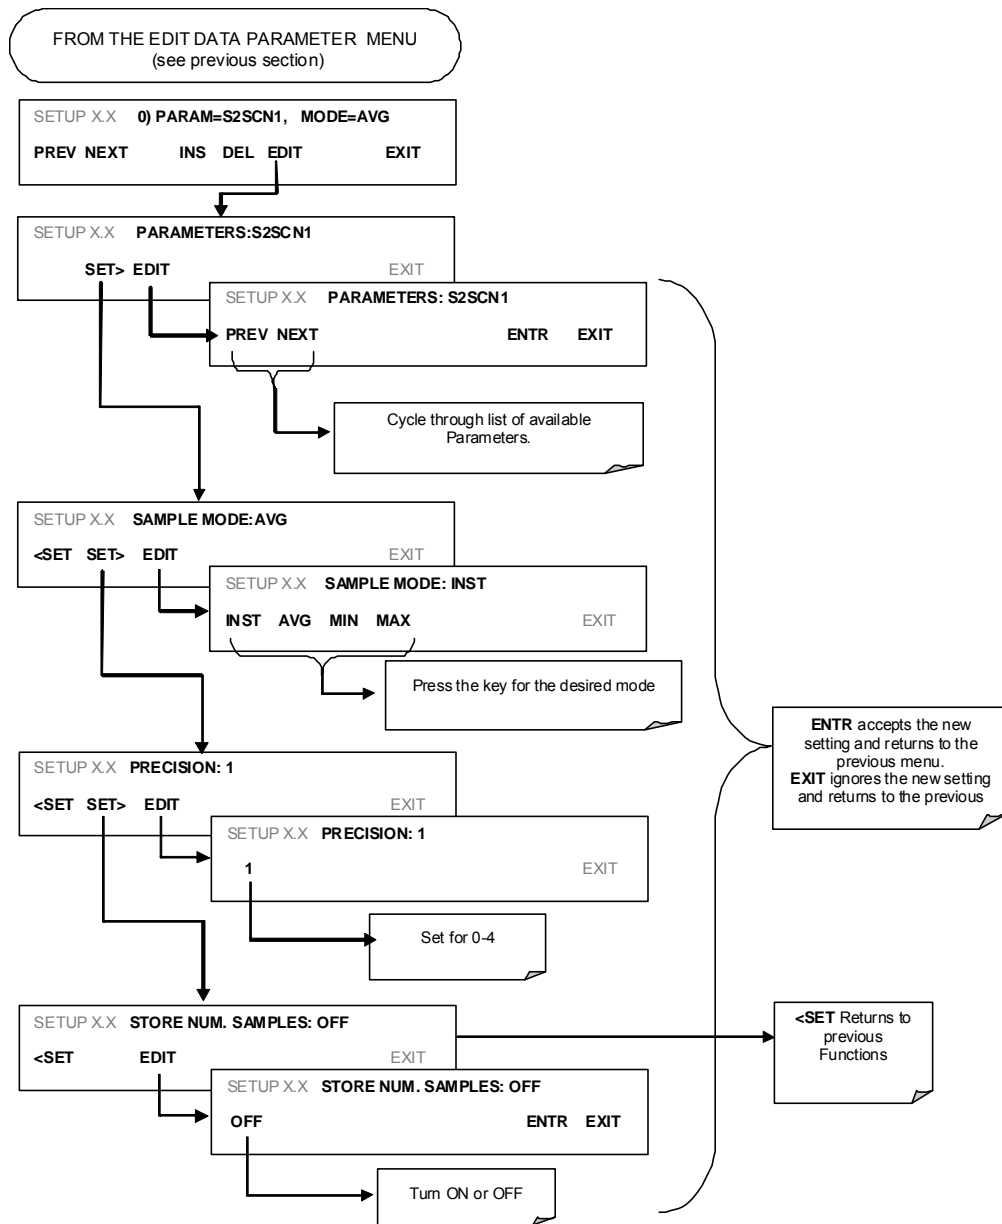 FROM THE EDIT DATA PARAMETER MENU
(see previous section)
SETUP X.X 0) PARAM=S2SCN1, MODE=AVG
PREV NEXT INS DEL EDIT EXIT
SETUP X.X PARAMETERS:S2SCN1
SET> EDIT EXIT
SETUP X.X PARAMETERS: S2SCN1
PREV NEXT ENTR EXIT
Cycle through list of available
Parameters.
SETUP X.X SAMPLE MODE:AVG
<SET SET> EDIT EXIT
SETUP X.X SAMPLE MODE: INST
INST AVG MIN MAX EXIT
Press the key for the desired mode
ENTR accepts the new
setting and returns to the
previous menu.
EXIT ignores the new setting
and returns to the previous
SETUP X.X PRECISION: 1
<SET SET> EDIT EXIT
SETUP X.X PRECISION: 1
1 EXIT
Set for 0-4
SETUP X.X STORE NUM. SAMPLES: OFF
<SET EDIT EXIT
<SET Returns to
previous
Functions
SETUP X.X STORE NUM. SAMPLES: OFF
OFF ENTR EXIT
Turn ON or OFF